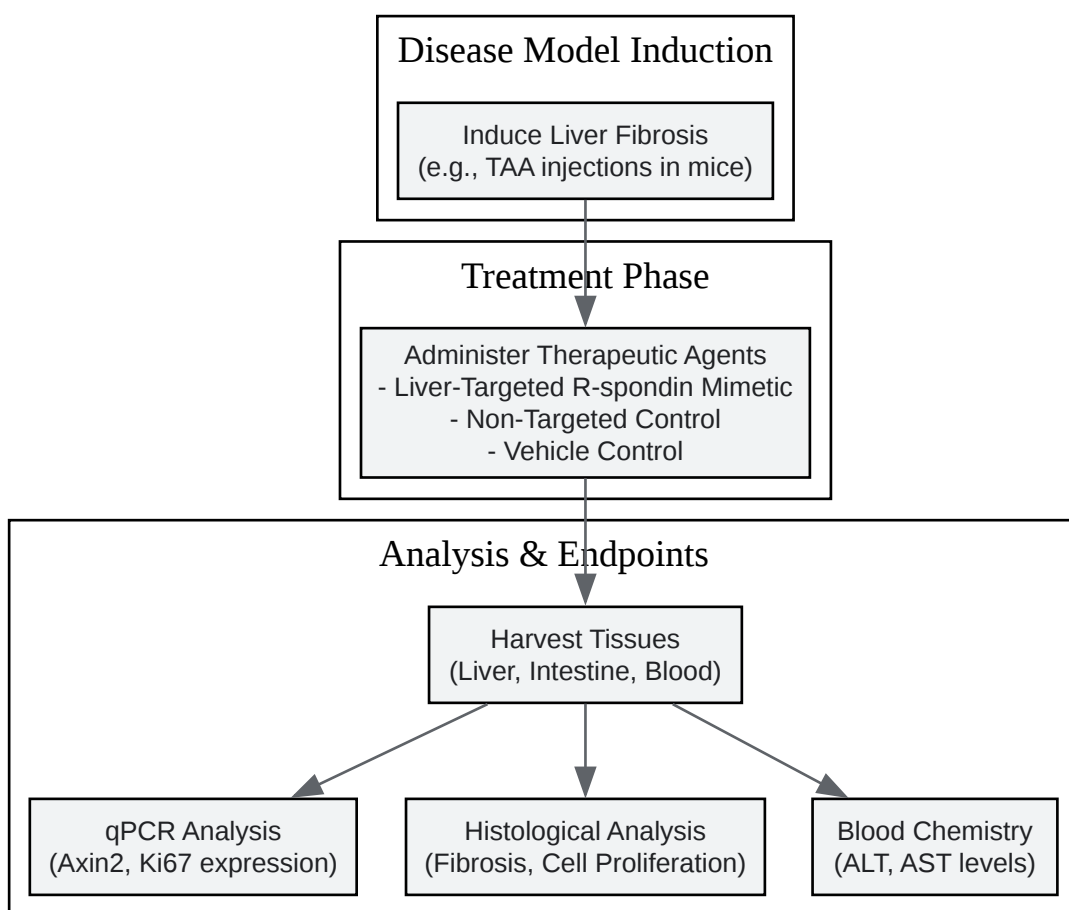 Disease Model Induction
Induce Liver Fibrosis
(e.g., TAA injections in mice)
Treatment Phase
Administer Therapeutic Agents
- Liver-Targeted R-spondin Mimetic
- Non-Targeted Control
- Vehicle Control
Analysis & Endpoints
Harvest Tissues
(Liver, Intestine, Blood)
qPCR Analysis
(Axin2, Ki67 expression)
Histological Analysis
(Fibrosis, Cell Proliferation)
Blood Chemistry
(ALT, AST levels)